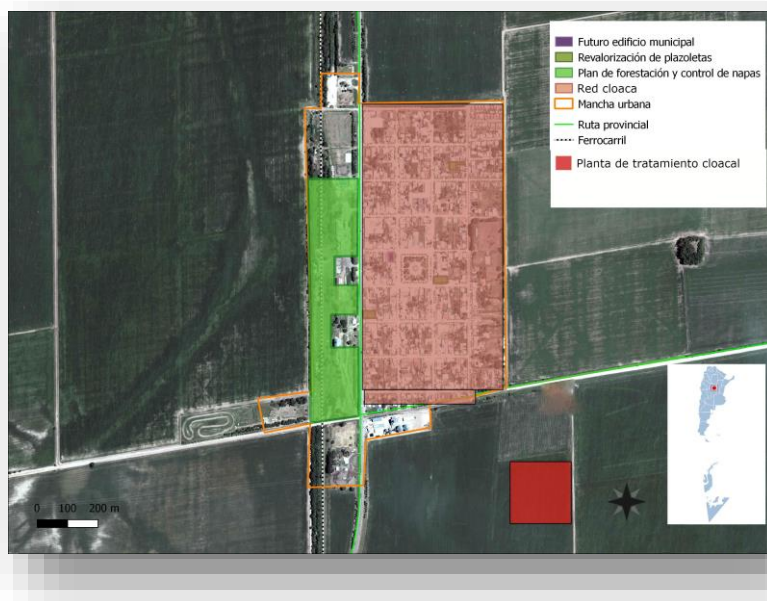 Futuro edificio municipal
Revalorización de plazoletas
Plan de forestación y control de napas
Red cloaca
Mancha urbana
Ruta provincial
Ferrocarril
Planta de tratamiento cloacal
0 100 200 m